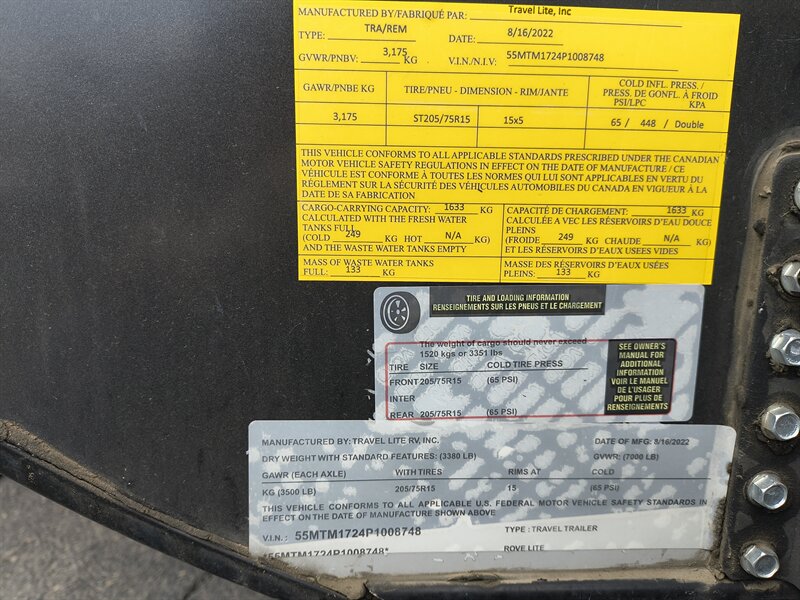 MANUFACTURED BY/FABRIQUÉ PAR: Travel Lite, Inc
TYPE: TRA/REM DATE: 8/16/2022
GVWR/PNBV: 3,175 KG V.I.N./N.I.V: 55MTM1724P1008748
GAWR/PNBE KG TIRE/PNEU - DIMENSION - RIM/JANTE COLD INFL. PRESS./
PRESS. DE GONFL. À FROID
PSI/LPC KPA
3,175 ST205/75R15 15x5 65 / 448 / Double
THIS VEHICLE CONFORMS TO ALL APPLICABLE STANDARDS PRESCRIBED UNDER THE CANADIAN
MOTOR VEHICLE SAFETY REGULATIONS IN EFFECT ON THE DATE OF MANUFACTURE / CE
VÉHICULE EST CONFORME À TOUTES LES NORMES QUI LUI SONT APPLICABLES EN VERTU DU
RÈGLEMENT SUR LA SÉCURITÉ DES VÉHICULES AUTOMOBILES DU CANADA EN VIGUEUR À LA
DATE DE SA FABRICATION
CARGO-CARRYING CAPACITY: 1633 KG
CALCULATED WITH THE FRESH WATER
TANKS FULL
(COLD 249 KG HOT N/A KG)
AND THE WASTE WATER TANKS EMPTY
MASS OF WASTE WATER TANKS
FULL: 133 KG
CAPACITÉ DE CHARGEMENT: 1633 KG
CALCULÉE A VEC LES RÉSERVOIRS D'EAU DOUCE
PLEINS
(FROIDE 249 KG CHAUDE N/A KG)
ET LES RÉSERVOIRS D'EAUX USEES VIDES
MASSE DES RÉSERVOIRS D'EAUX USÉES
PLEINS: 133 KG
TIRE AND LOADING INFORMATION
RENSEIGNEMENTS SUR LES PNEUS ET LE CHARGEMENT
The weight of cargo should never exceed
1520 kgs or 3351 lbs
TIRE SIZE COLD TIRE PRESS
FRONT 205/75R15 (65 PSI)
INTER
REAR 205/75R15 (65 PSI)
SEE OWNER'S
MANUAL FOR
ADDITIONAL
INFORMATION
VOIR LE MANUEL
DE L'USAGER
POUR PLUS DE
RENSEIGNEMENTS
MANUFACTURED BY: TRAVEL LITE RV, INC. DATE OF MFG: 8/16/2022
DRY WEIGHT WITH STANDARD FEATURES: (3380 LB) GVWR: (7000 LB)
GAWR (EACH AXLE) WITH TIRES RIMS AT COLD
KG (3500 LB) 205/75R15 15 (65 PSI)
THIS VEHICLE CONFORMS TO ALL APPLICABLE U.S. FEDERAL MOTOR VEHICLE SAFETY STANDARDS IN
EFFECT ON THE DATE OF MANUFACTURE SHOWN ABOVE
V.I.N.: 55MTM1724P1008748 TYPE: TRAVEL TRAILER
*55MTM1724P1008748* ROVE LITE